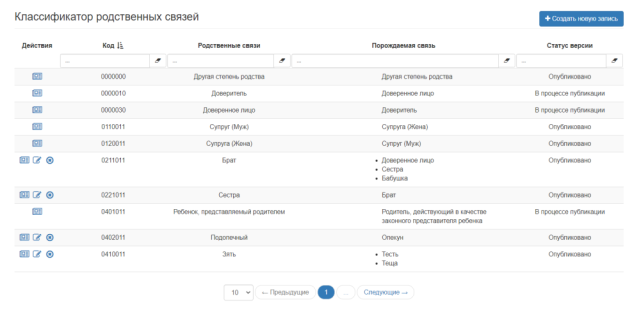 Классификатор родственных связей
+ Создать новую запись
Действия Код Родственные связи Порождаемая связь Статус версии
... ... ... ...
0000000 Другая степень родства Другая степень родства Опубликовано
0000010 Доверитель Доверенное лицо В процессе публикации
0000030 Доверенное лицо Доверитель Опубликовано
0110011 Супруг (Муж) Супруга (Жена) Опубликовано
0120011 Супруга (Жена) Супруг (Муж) Опубликовано
0211011 Брат • Доверенное лицо Опубликовано
• Сестра
• Бабушка
0221011 Сестра Брат Опубликовано
0401011 Ребенок, представляемый родителем Родитель, действующий в качестве В процессе публикации
законного представителя ребенка
0402011 Подопечный Опекун Опубликовано
0410011 Зять • Тесть Опубликовано
• Теща
10 ← Предыдущие 1 ... Следующие →